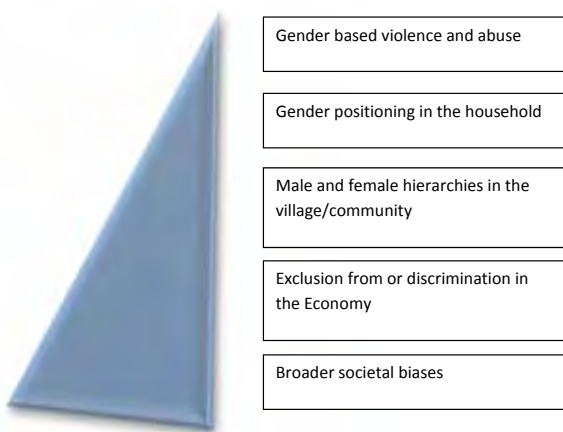 Gender based violence and abuse
Gender positioning in the household
Male and female hierarchies in the
village/community
Exclusion from or discrimination in
the Economy
Broader societal biases